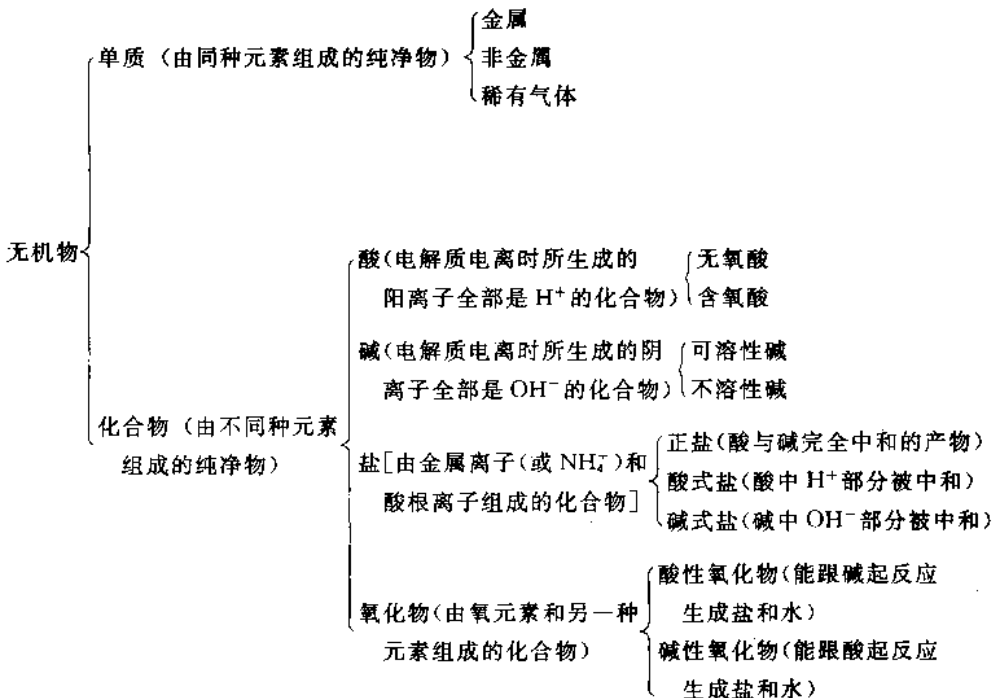 金属
单质（由同种元素组成的纯净物）
非金属
稀有气体
无机物
酸(电解质电离时所生成的
阳离子全部是 H⁺ 的化合物)
无氧酸
含氧酸
碱(电解质电离时所生成的阴
离子全部是 OH⁻ 的化合物)
可溶性碱
不溶性碱
化合物（由不同种元素
组成的纯净物）
盐[由金属离子(或 NH₄⁺)和
酸根离子组成的化合物]
正盐(酸与碱完全中和的产物)
酸式盐(酸中 H⁺ 部分被中和)
碱式盐(碱中 OH⁻ 部分被中和)
氧化物(由氧元素和另一种
元素组成的化合物)
酸性氧化物(能跟碱起反应
生成盐和水)
碱性氧化物(能跟酸起反应
生成盐和水)